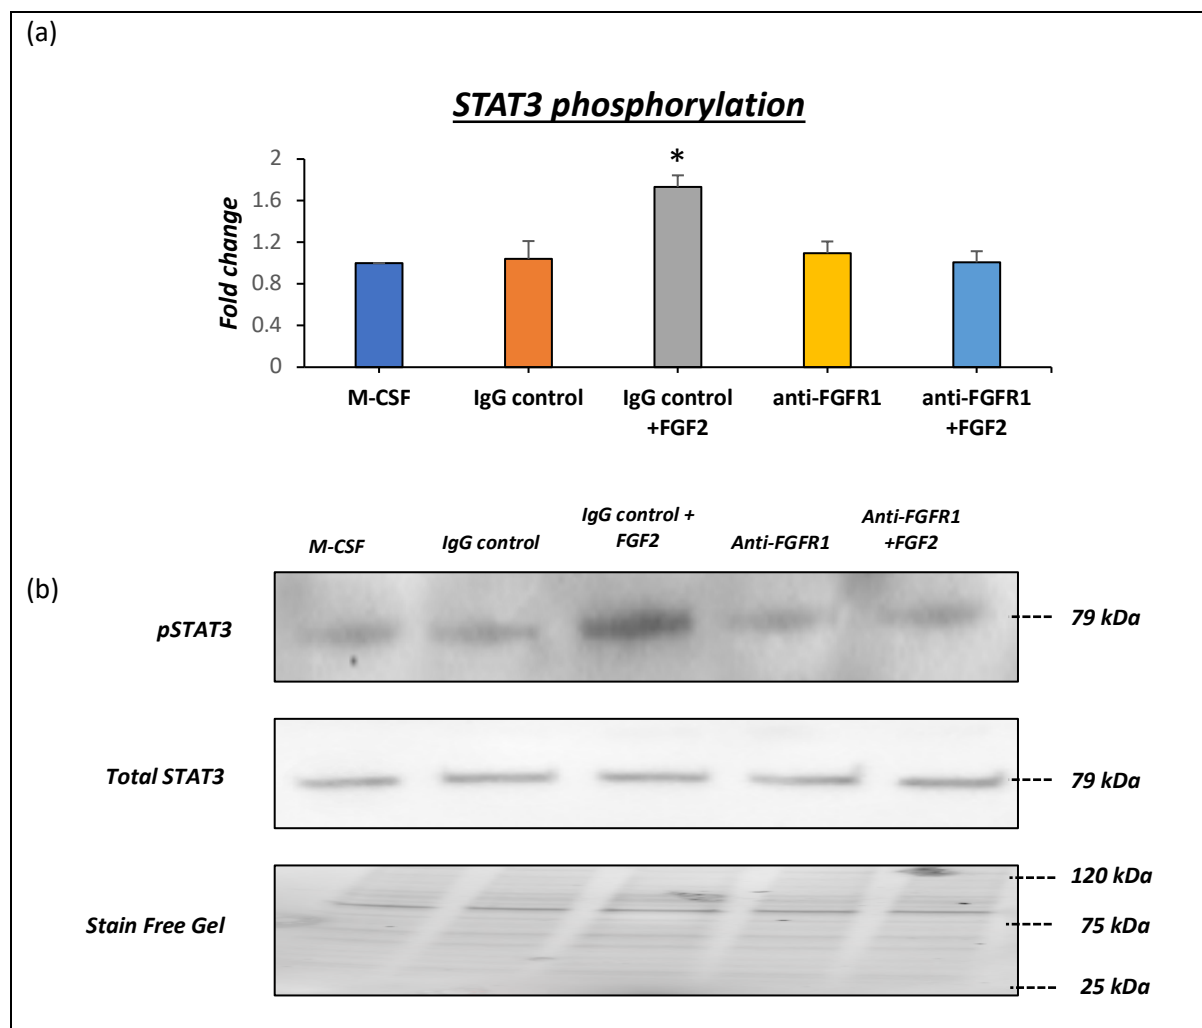 (a)
STAT3 phosphorylation
*
2
1.6
1.2
0.8
0.4
0
Fold change
M-CSF
IgG control
IgG control
+FGF2
anti-FGFR1
anti-FGFR1
+FGF2
(b)
M-CSF
IgG control
IgG control +
FGF2
Anti-FGFR1
Anti-FGFR1
+FGF2
pSTAT3
79 kDa
Total STAT3
79 kDa
Stain Free Gel
120 kDa
75 kDa
25 kDa